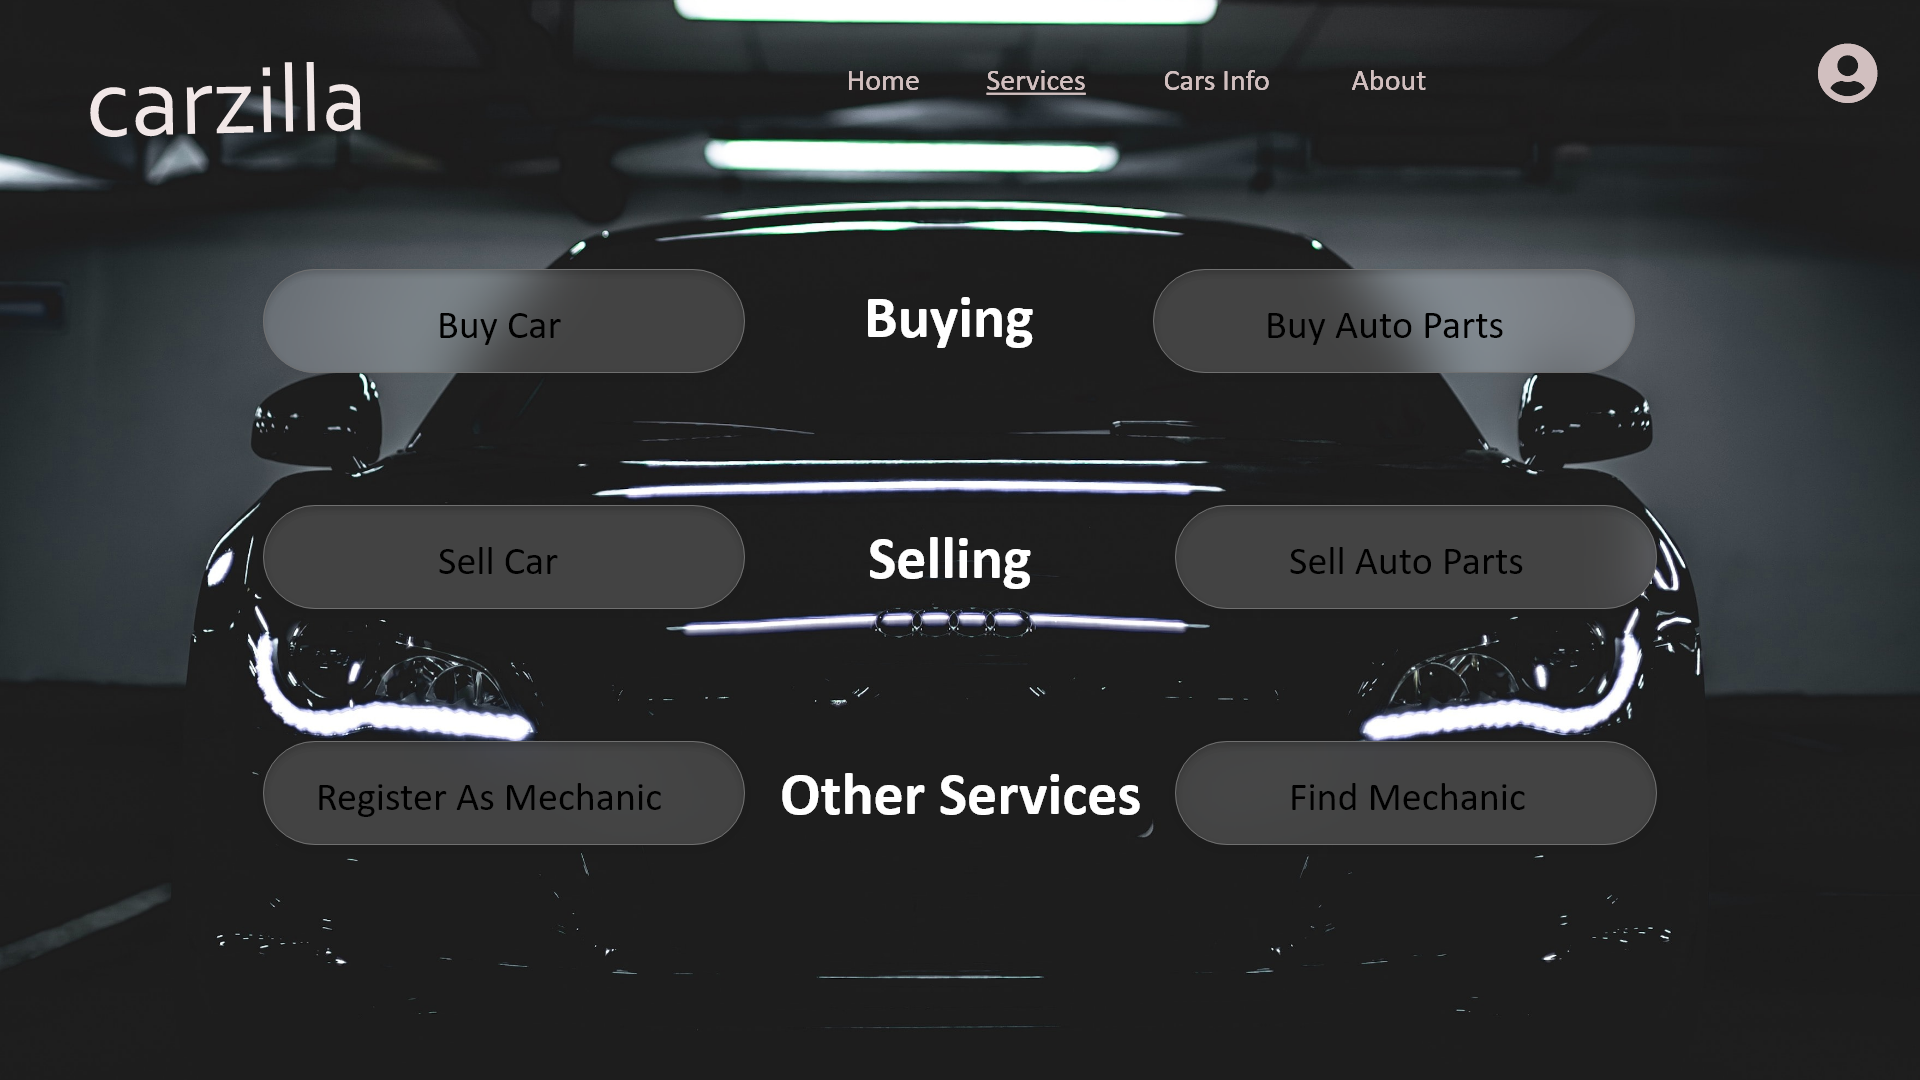 carzilla
Home Services Cars Info About
Buy Car Buying Buy Auto Parts
Sell Car Selling Sell Auto Parts
Register As Mechanic Other Services Find Mechanic